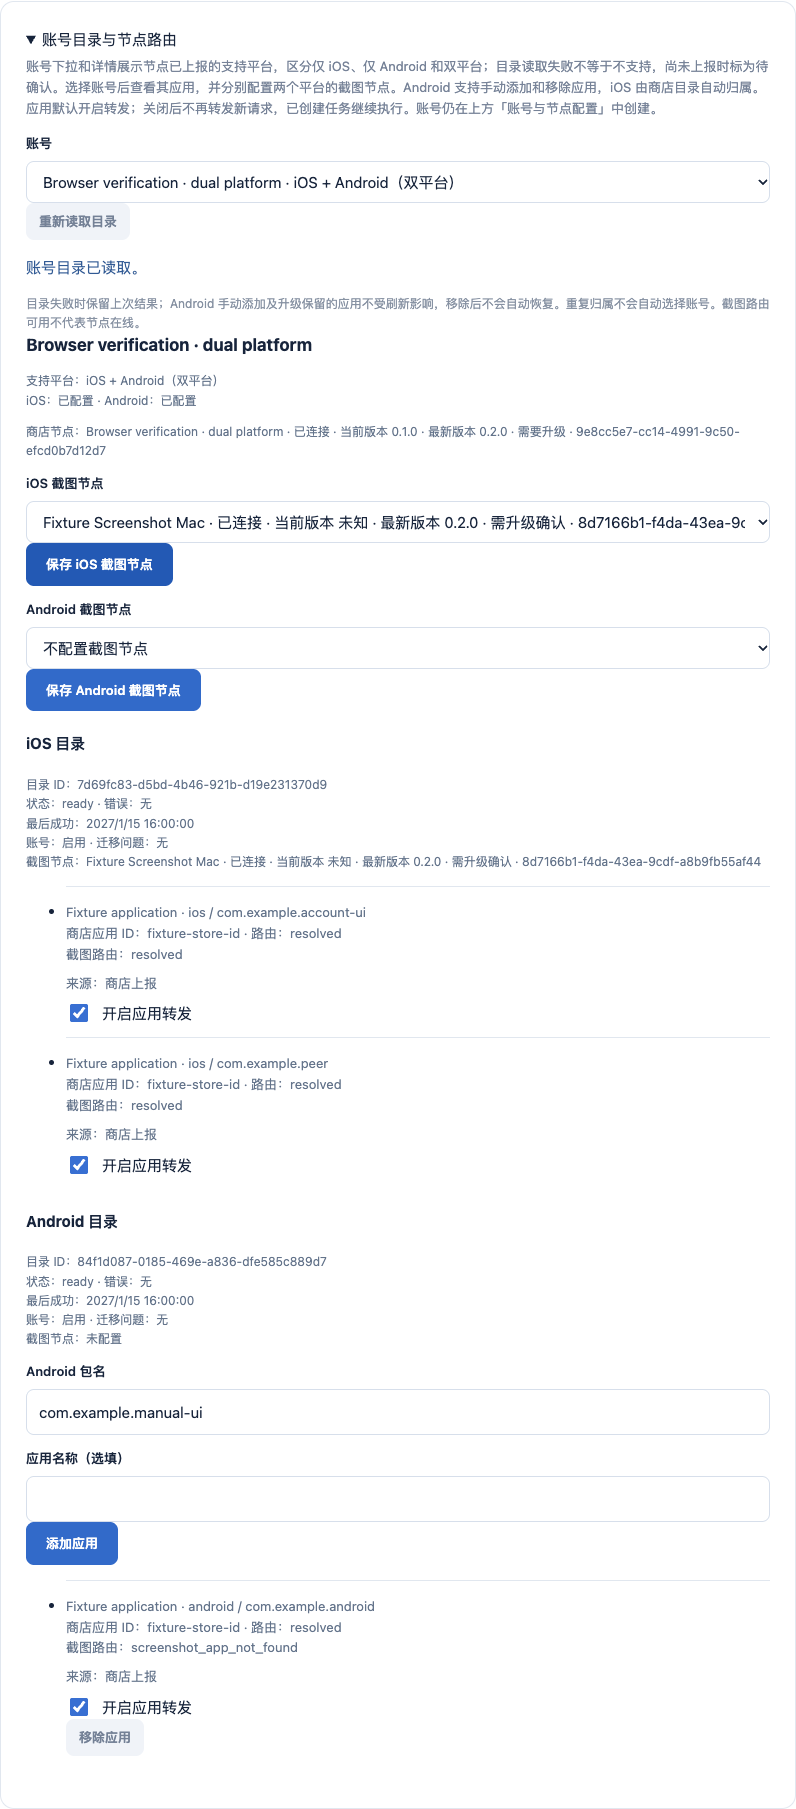 ▼ 账号目录与节点路由
账号下拉和详情展示节点已上报的支持平台，区分仅 iOS、仅 Android 和双平台；目录读取失败不等于不支持，尚未上报时标为待
确认。选择账号后查看其应用，并分别配置两个平台的截图节点。Android 支持手动添加和移除应用，iOS 由商店目录自动归属。
应用默认开启转发；关闭后不再转发新请求，已创建任务继续执行。账号仍在上方「账号与节点配置」中创建。
账号
Browser verification · dual platform · iOS + Android（双平台）
重新读取目录
账号目录已读取。
目录失败时保留上次结果；Android 手动添加及升级保留的应用不受刷新影响，移除后不会自动恢复。重复归属不会自动选择账号。截图路由
可用不代表节点在线。
Browser verification · dual platform
支持平台：iOS + Android（双平台）
iOS：已配置 · Android：已配置
商店节点：Browser verification · dual platform · 已连接 · 当前版本 0.1.0 · 最新版本 0.2.0 · 需要升级 · 9e8cc5e7-cc14-4991-9c50-
efcd0b7d12d7
iOS 截图节点
Fixture Screenshot Mac · 已连接 · 当前版本 未知 · 最新版本 0.2.0 · 需升级确认 · 8d7166b1-f4da-43ea-9c
保存 iOS 截图节点
Android 截图节点
不配置截图节点
保存 Android 截图节点
iOS 目录
目录 ID：7d69fc83-d5bd-4b46-921b-d19e231370d9
状态：ready · 错误：无
最后成功：2027/1/15 16:00:00
账号：启用 · 迁移问题：无
截图节点：Fixture Screenshot Mac · 已连接 · 当前版本 未知 · 最新版本 0.2.0 · 需升级确认 · 8d7166b1-f4da-43ea-9cdf-a8b9fb55af44
• Fixture application · ios / com.example.account-ui
商店应用 ID：fixture-store-id · 路由：resolved
截图路由：resolved
来源：商店上报
开启应用转发
• Fixture application · ios / com.example.peer
商店应用 ID：fixture-store-id · 路由：resolved
截图路由：resolved
来源：商店上报
开启应用转发
Android 目录
目录 ID：84f1d087-0185-469e-a836-dfe585c889d7
状态：ready · 错误：无
最后成功：2027/1/15 16:00:00
账号：启用 · 迁移问题：无
截图节点：未配置
Android 包名
com.example.manual-ui
应用名称（选填）
添加应用
• Fixture application · android / com.example.android
商店应用 ID：fixture-store-id · 路由：resolved
截图路由：screenshot_app_not_found
来源：商店上报
开启应用转发
移除应用